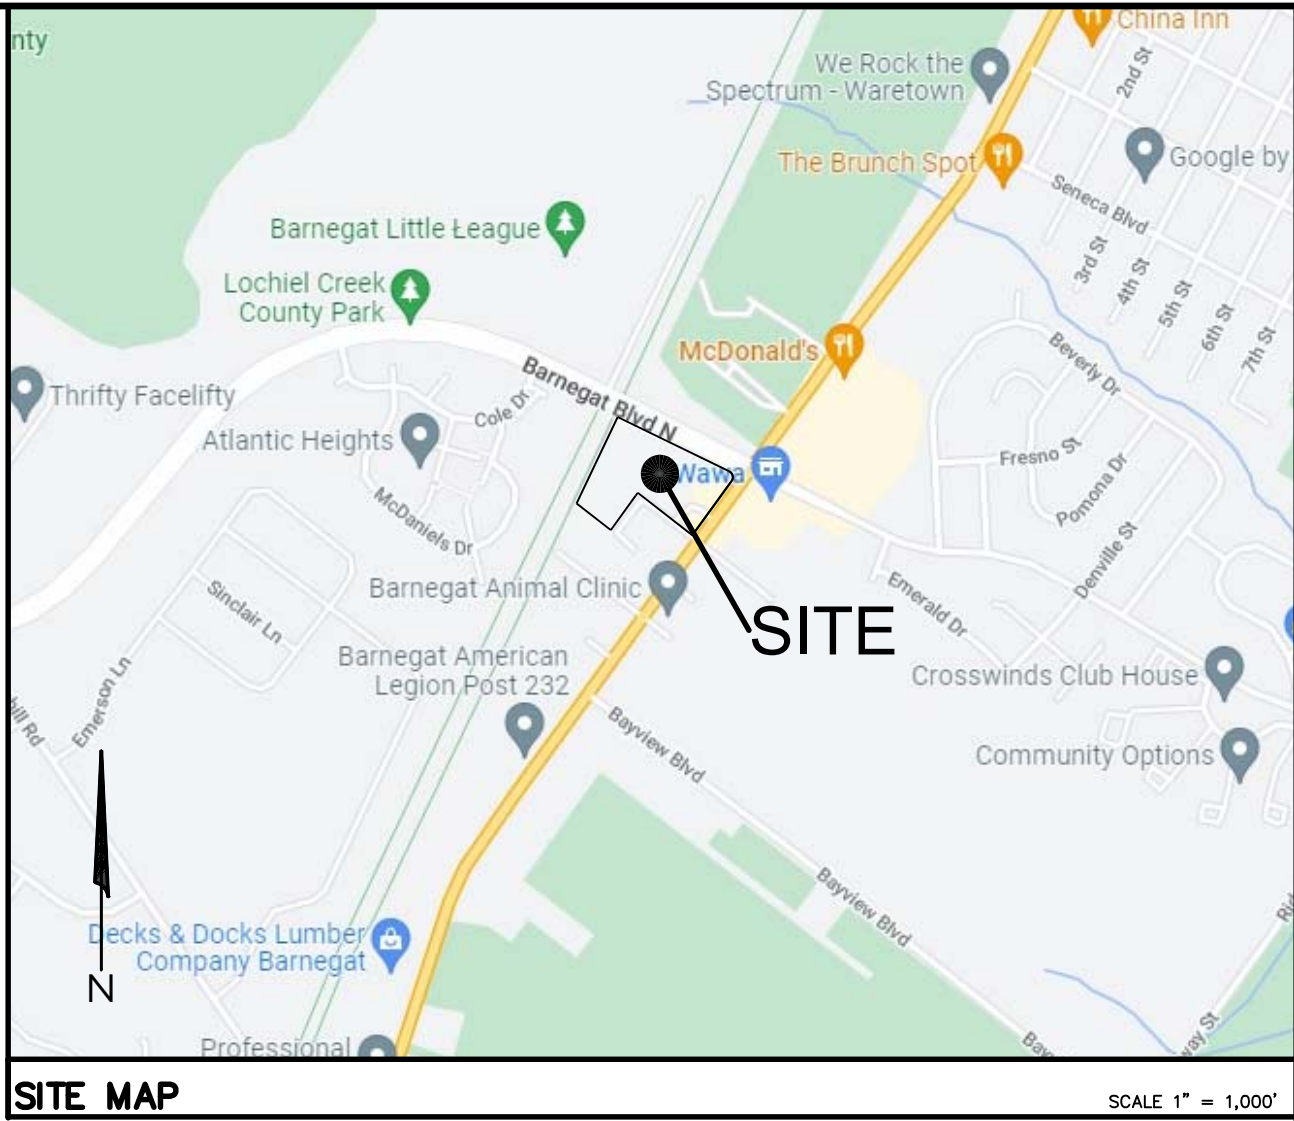 nty
China Inn
We Rock the
Spectrum - Waretown
2nd St
The Brunch Spot
Google by
Seneca Blvd
Barnegat Little League
3rd St
4th St
5th St
6th St
7th St
Lochiel Creek
County Park
McDonald's
Beverly Dr
Barnegat Blvd N
Thrifty Facelifty
Cole Dr
Atlantic Heights
Wawa
Fresno St
Pomona Dr
McDaniels Dr
Denville St
Barnegat Animal Clinic
Emerald Dr
Sinclair Ln
SITE
Barnegat American
Legion Post 232
Crosswinds Club House
Emerson Ln
hill Rd
Bayview Blvd
Community Options
Bayview Blvd
Decks & Docks Lumber
Company Barnegat
N
Professional
way St
SITE MAP
SCALE 1" = 1,000'